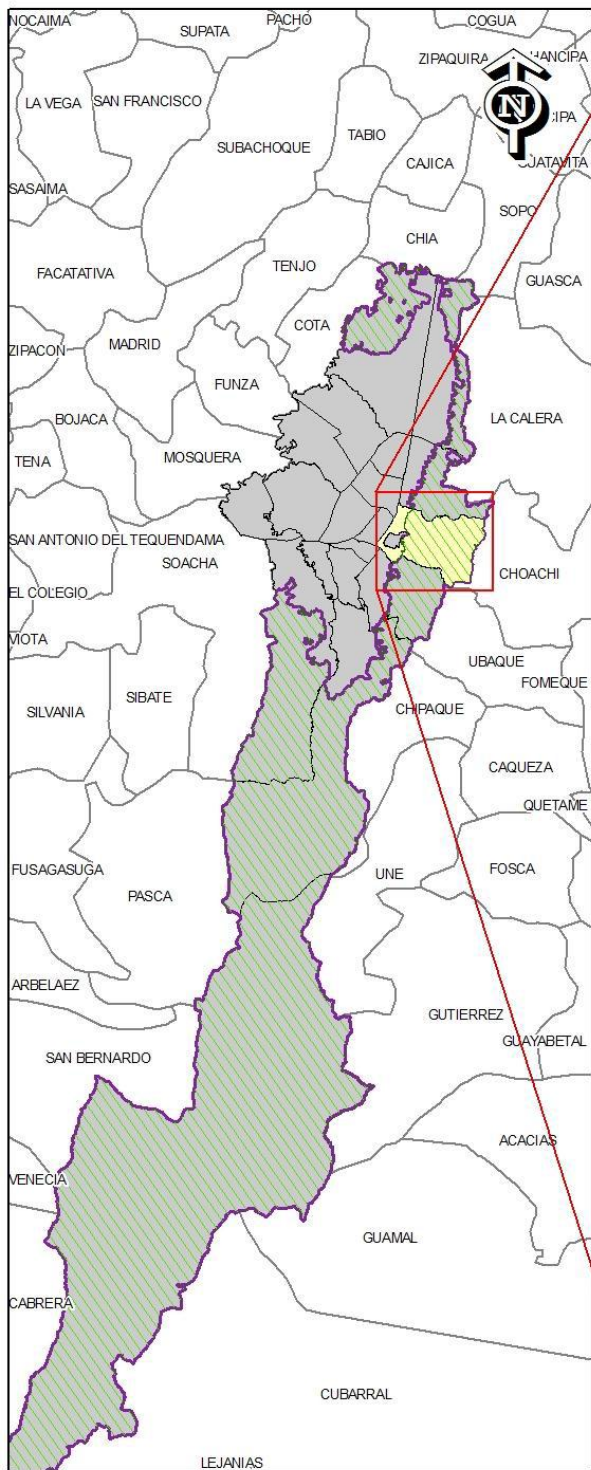 NOCAIMA
SUPATA
PACHO
COGUA
ZIPAQUIRA
LA VEGA
SAN FRANCISCO
SUBACHOQUE
TABIO
N
CAJICA
SASAIMA
SOPO
CHIA
FACATATIVA
TENJO
GUASCA
COTA
ZIPACON
MADRID
FUNZA
BOJACA
LA CALERA
TENA
MOSQUERA
SAN ANTONIO DEL TEQUENDAMA
SOACHA
CHOACHI
EL COLEGIO
VIOTA
UBAQUE
FOMEQUE
SILVANIA
SIBATE
CHIPAQUE
CAQUEZA
QUETAME
FUSAGASUGA
PASCA
UNE
FOSCA
ARBELAEZ
GUTIERREZ
GUAYABETAL
SAN BERNARDO
ACACIAS
VENECIA
GUAMAL
CABRERA
CUBARRAL
LEJANIAS